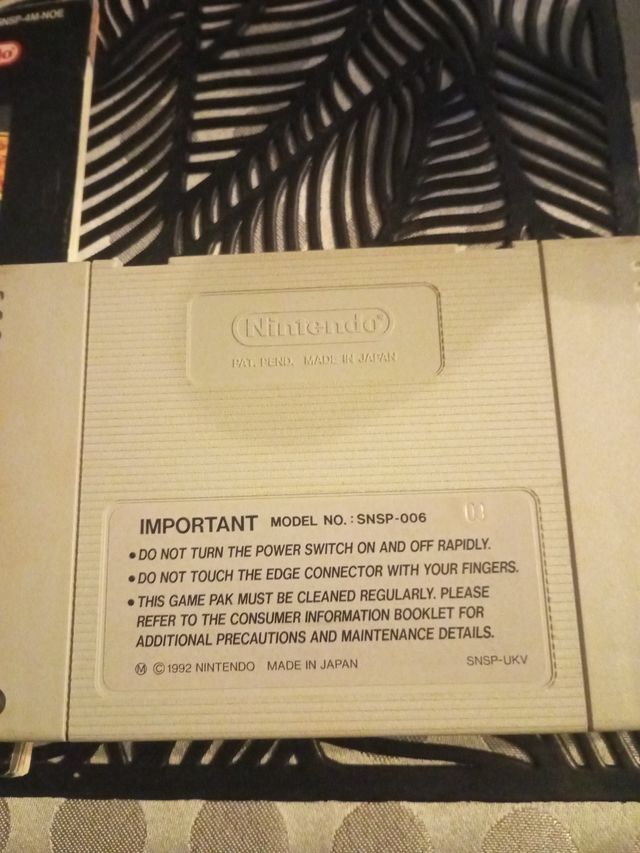 SNSP-4M-NOE
Nintendo®
PAT. PEND. MADE IN JAPAN
IMPORTANT MODEL NO.: SNSP-006
• DO NOT TURN THE POWER SWITCH ON AND OFF RAPIDLY.
• DO NOT TOUCH THE EDGE CONNECTOR WITH YOUR FINGERS.
• THIS GAME PAK MUST BE CLEANED REGULARLY. PLEASE
REFER TO THE CONSUMER INFORMATION BOOKLET FOR
ADDITIONAL PRECAUTIONS AND MAINTENANCE DETAILS.
Ⓜ ©1992 NINTENDO MADE IN JAPAN
SNSP-UKV